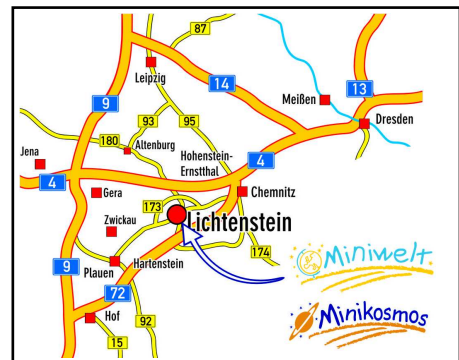 87
Leipzig
14
13
9
Meißen
93
95
Dresden
180
Altenburg
Hohenstein-
Ernstthal
4
Jena
4
Gera
Chemnitz
173
Zwickau
Lichtenstein
174
Miniwelt
9
Plauen
Hartenstein
72
Minikosmos
Hof
92
15